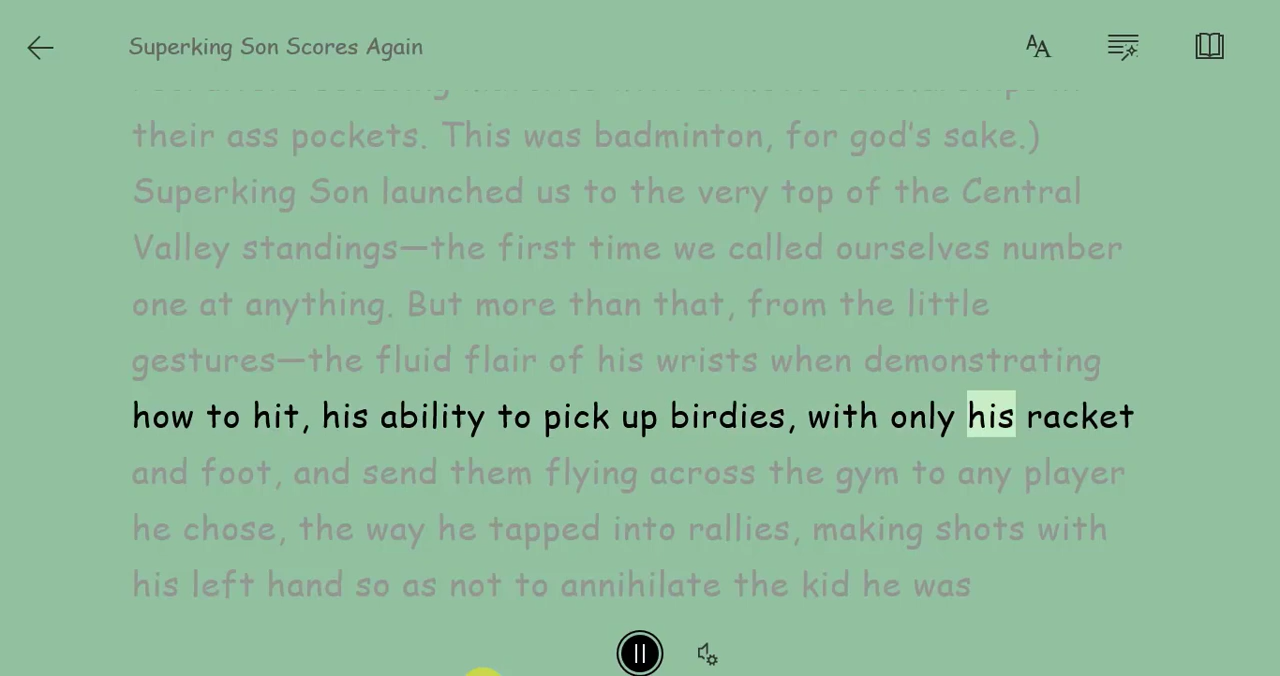 Superking Son Scores Again
their ass pockets. This was badminton, for god's sake.)
Superking Son launched us to the very top of the Central
Valley standings—the first time we called ourselves number
one at anything. But more than that, from the little
gestures—the fluid flair of his wrists when demonstrating
how to hit, his ability to pick up birdies, with only his racket
and foot, and send them flying across the gym to any player
he chose, the way he tapped into rallies, making shots with
his left hand so as not to annihilate the kid he was